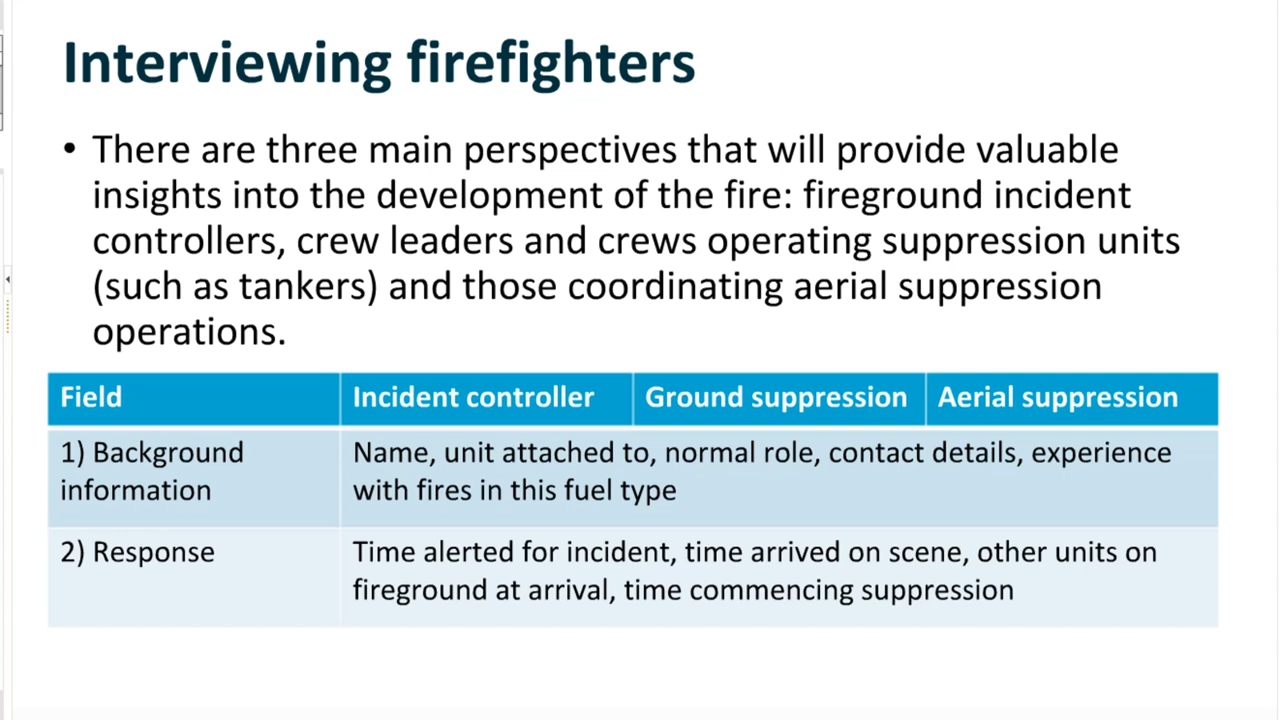 Interviewing firefighters
• There are three main perspectives that will provide valuable
insights into the development of the fire: fireground incident
controllers, crew leaders and crews operating suppression units
(such as tankers) and those coordinating aerial suppression
operations.
Field Incident controller Ground suppression Aerial suppression
1) Background information Name, unit attached to, normal role, contact details, experience
with fires in this fuel type
2) Response Time alerted for incident, time arrived on scene, other units on
fireground at arrival, time commencing suppression